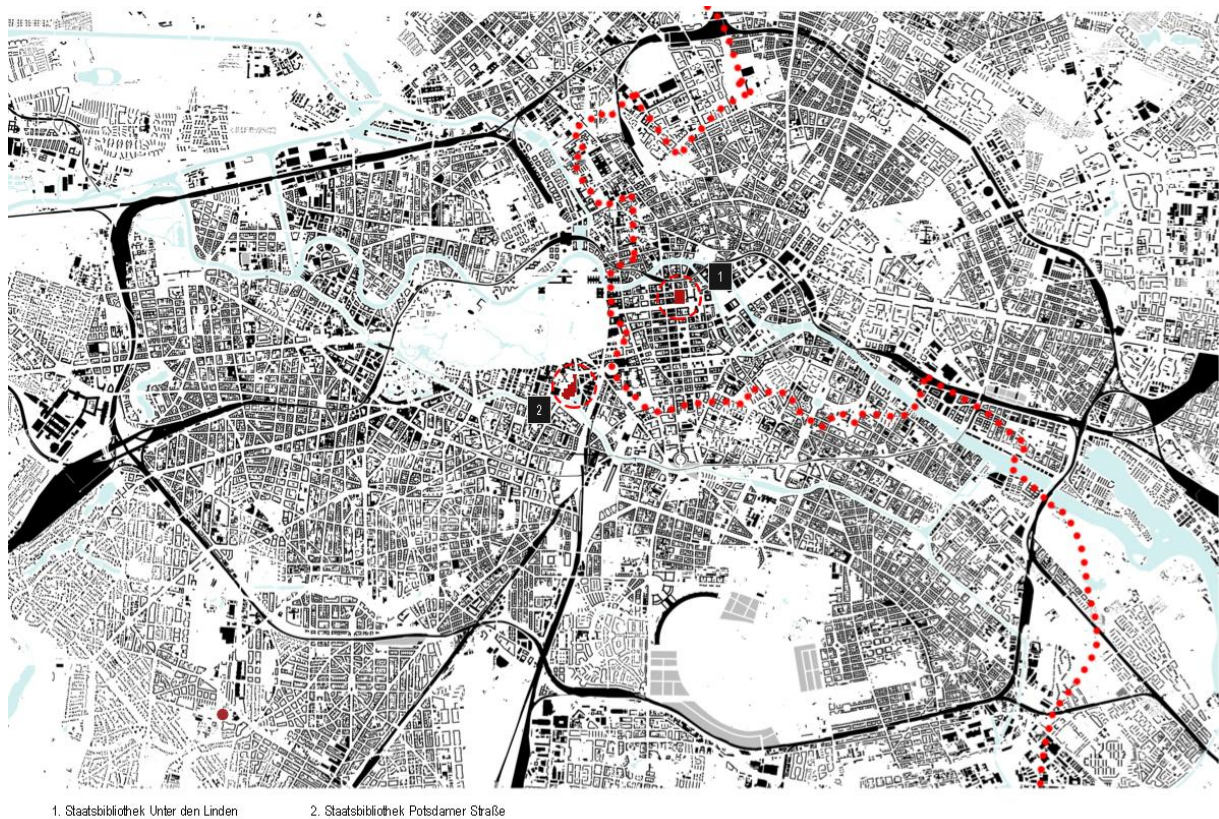 1
2
1. Staatsbibliothek Unter den Linden
2. Staatsbibliothek Potsdamer Straße